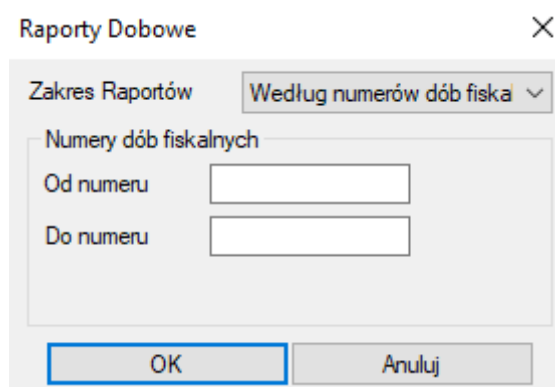 Raporty Dobowe
Zakres Raportów Według numerów dób fiskal
Numery dób fiskalnych
Od numeru
Do numeru
OK Anuluj